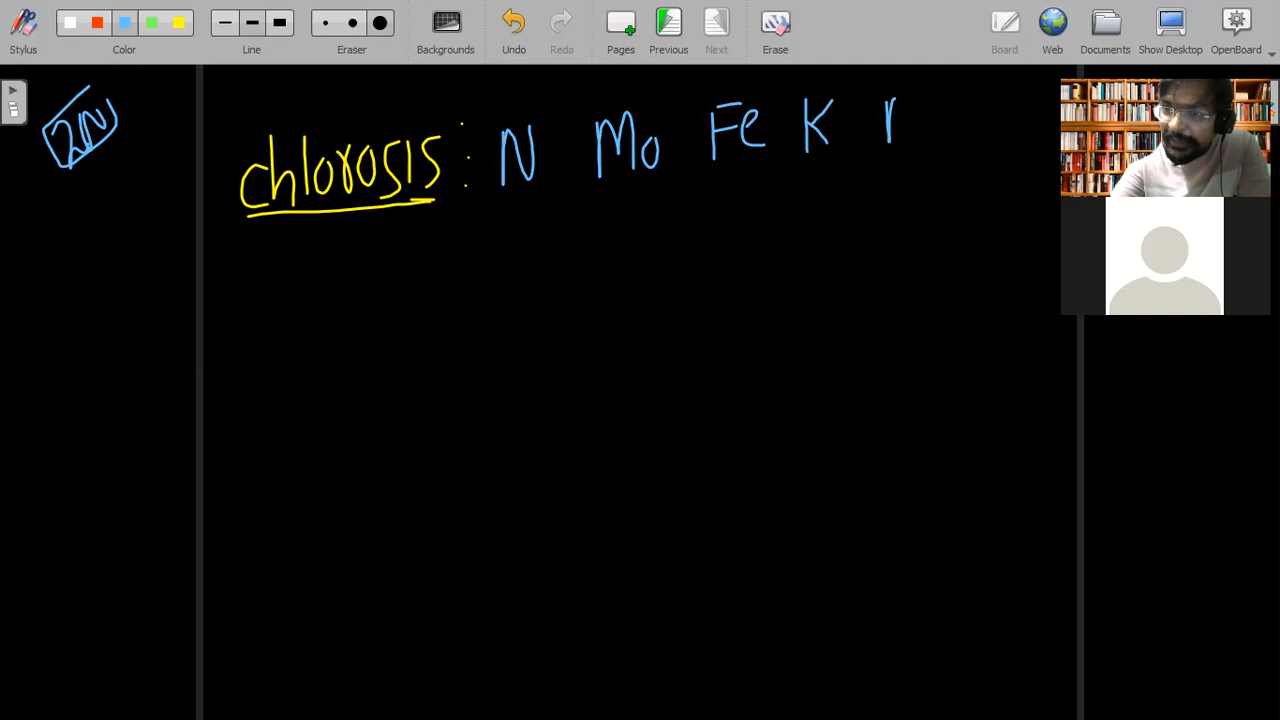 Stylus Color Line Eraser Backgrounds Undo Redo Pages Previous Next Erase Board Web Documents Show Desktop OpenBoard
2N
chlorosis : N Mo Fe K